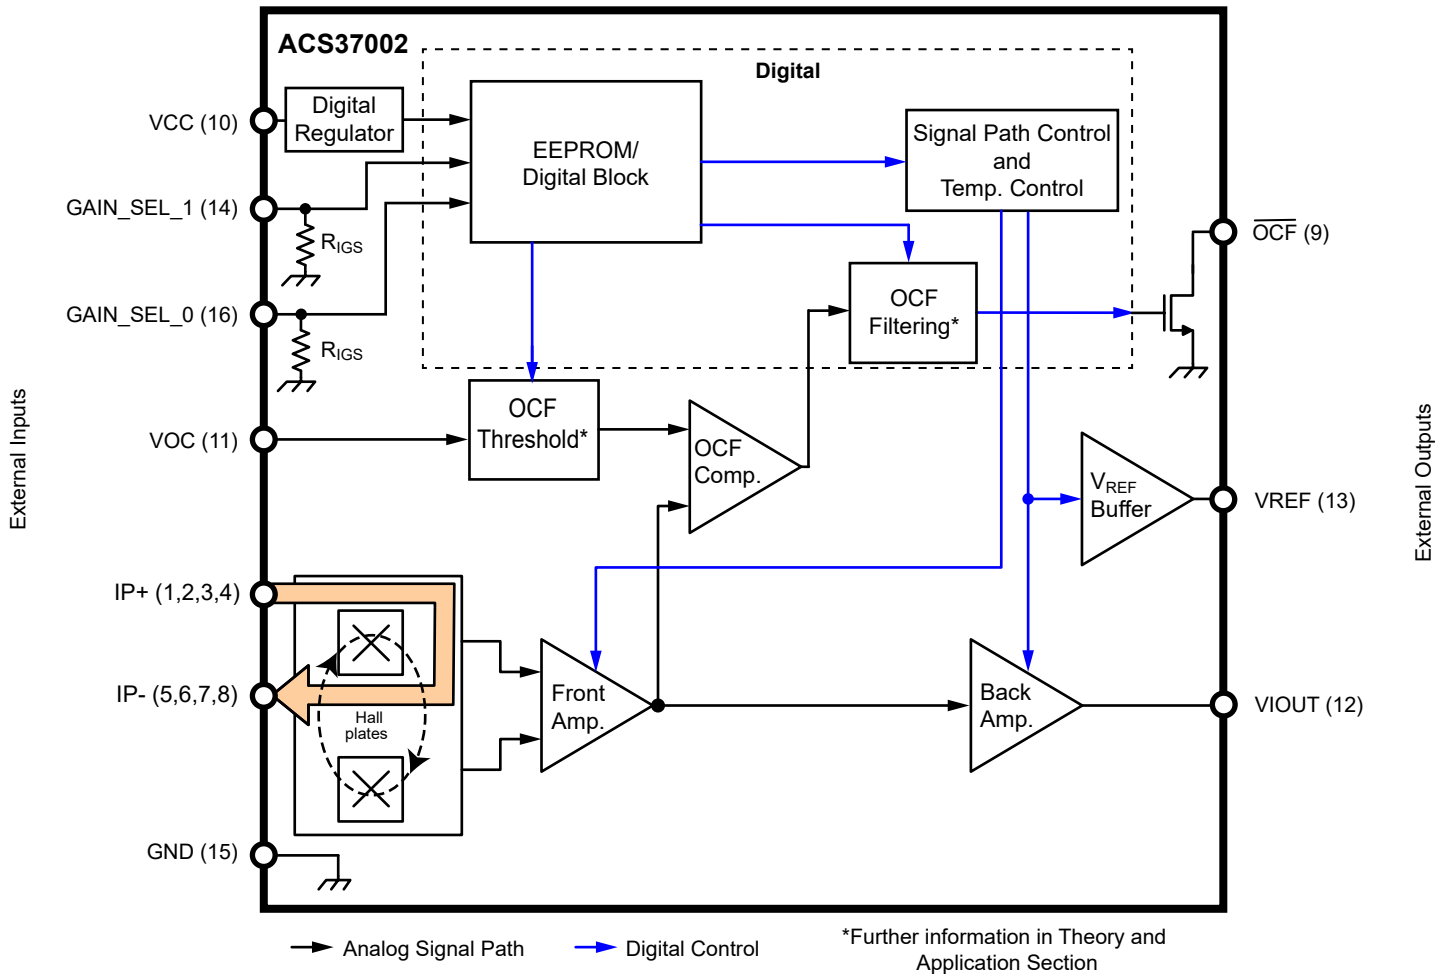 ACS37002
Digital
VCC (10)
Digital
Regulator
EEPROM/
Digital Block
Signal Path Control
and
Temp. Control
GAIN_SEL_1 (14)
RIGS
OCF (9)
GAIN_SEL_0 (16)
RIGS
OCF
Filtering*
External Inputs
VOC (11)
OCF
Threshold*
OCF
Comp.
VREF
Buffer
VREF (13)
External Outputs
IP+ (1,2,3,4)
IP- (5,6,7,8)
Hall
plates
Front
Amp.
Back
Amp.
VIOUT (12)
GND (15)
Analog Signal Path
Digital Control
*Further information in Theory and
Application Section